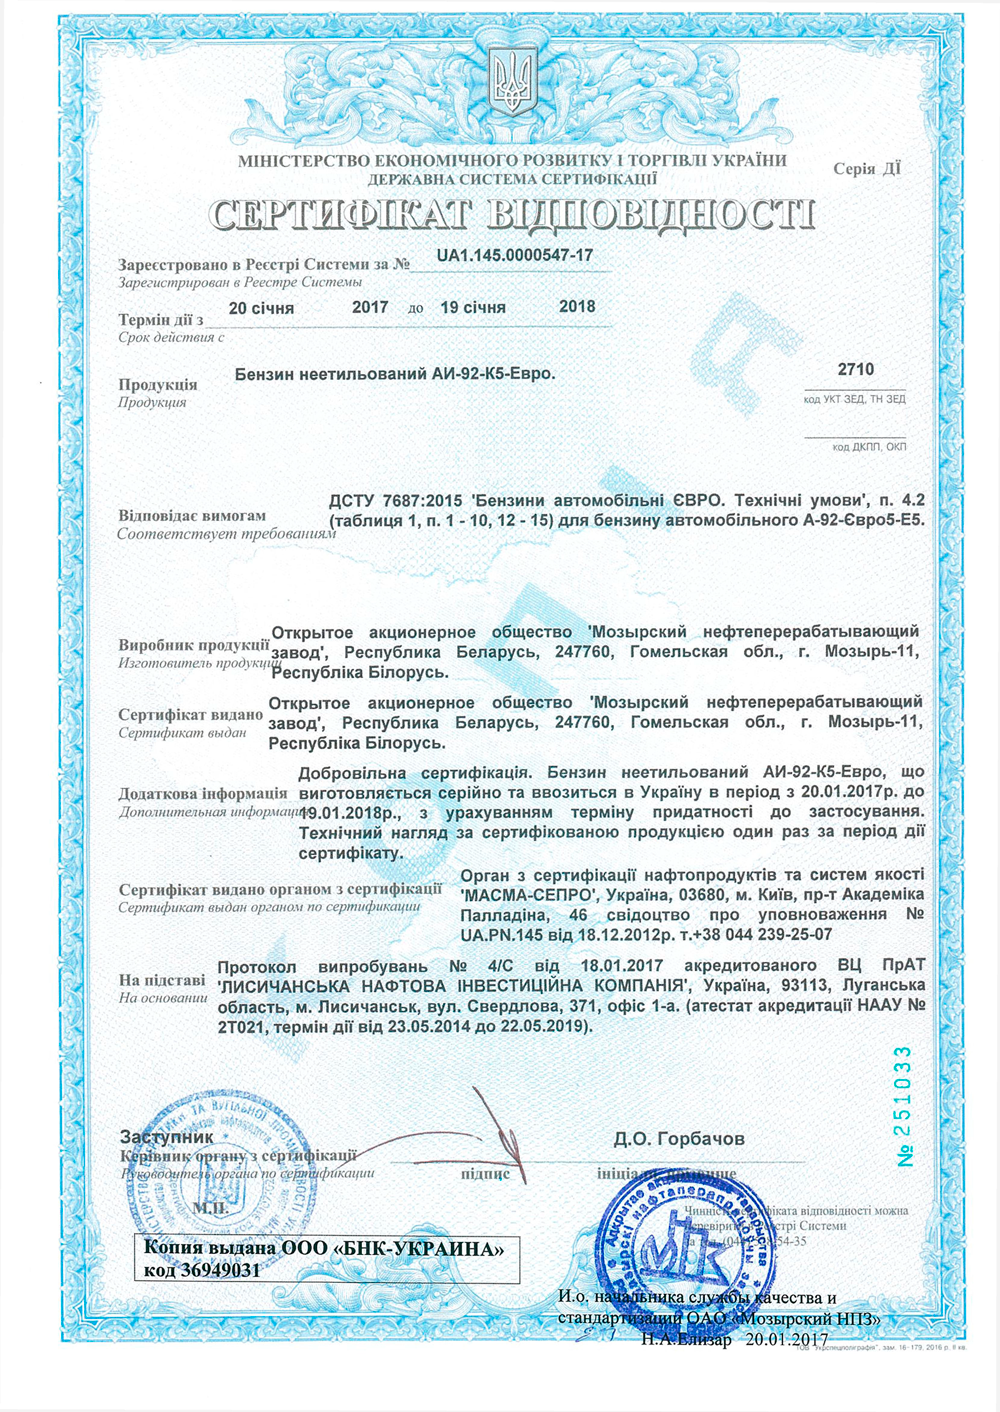 МІНІСТЕРСТВО ЕКОНОМІЧНОГО РОЗВИТКУ І ТОРГІВЛІ УКРАЇНИ
ДЕРЖАВНА СИСТЕМА СЕРТИФІКАЦІЇ
Серія ДЇ
СЕРТИФІКАТ ВІДПОВІДНОСТІ
Зареєстровано в Реєстрі Системи за № UA1.145.0000547-17
Зарегистрирован в Реестре Системы
Термін дії з 20 січня 2017 до 19 січня 2018
Срок действия с
Продукція Бензин неетильований АИ-92-К5-Евро. 2710
Продукция
код УКТ ЗЕД, ТН ЗЕД
код ДКПП, ОКП
Відповідає вимогам
Соответствует требованиям
ДСТУ 7687:2015 'Бензини автомобільні ЄВРО. Технічні умови', п. 4.2
(таблиця 1, п. 1 - 10, 12 - 15) для бензину автомобільного А-92-Євро5-Е5.
Виробник продукції
Изготовитель продукции
Открытое акционерное общество 'Мозырский нефтеперерабатывающий
завод', Республика Беларусь, 247760, Гомельская обл., г. Мозырь-11,
Республіка Білорусь.
Сертифікат видано
Сертификат выдан
Открытое акционерное общество 'Мозырский нефтеперерабатывающий
завод', Республика Беларусь, 247760, Гомельская обл., г. Мозырь-11,
Республіка Білорусь.
Додаткова інформація
Дополнительная информация
Добровільна сертифікація. Бензин неетильований АИ-92-К5-Евро, що
виготовляється серійно та ввозиться в Україну в період з 20.01.2017р. до
19.01.2018р., з урахуванням терміну придатності до застосування.
Технічний нагляд за сертифікованою продукцією один раз за період дії
сертифікату.
Сертифікат видано органом з сертифікації
Сертификат выдан органом по сертификации
Орган з сертифікації нафтопродуктів та систем якості
'МАСМА-СЕПРО', Україна, 03680, м. Київ, пр-т Академіка
Палладіна, 46 свідоцтво про уповноваження №
UA.PN.145 від 18.12.2012р. т.+38 044 239-25-07
На підставі
На основании
Протокол випробувань № 4/С від 18.01.2017 акредитованого ВЦ ПрАТ
'ЛИСИЧАНСЬКА НАФТОВА ІНВЕСТИЦІЙНА КОМПАНІЯ', Україна, 93113, Луганська
область, м. Лисичанськ, вул. Свердлова, 371, офіс 1-а. (атестат акредитації НААУ №
2Т021, термін дії від 23.05.2014 до 22.05.2019).
№ 251033
КОПІЯ
Заступник
Керівник органу з сертифікації
Руководитель органа по сертификации
М.П.
підпис
Д.О. Горбачов
ініціали, прізвище
Чинність сертифіката відповідності можна
перевірити в Реєстрі Системи
Копия выдана ООО «БНК-УКРАИНА»
код 36949031
И.о. начальника службы качества и
стандартизации ОАО «Мозырский НПЗ»
Н.А.Елизар 20.01.2017
ТОВ "Укрспецполіграфія", зам. 16- 179, 2016 р. II кв.